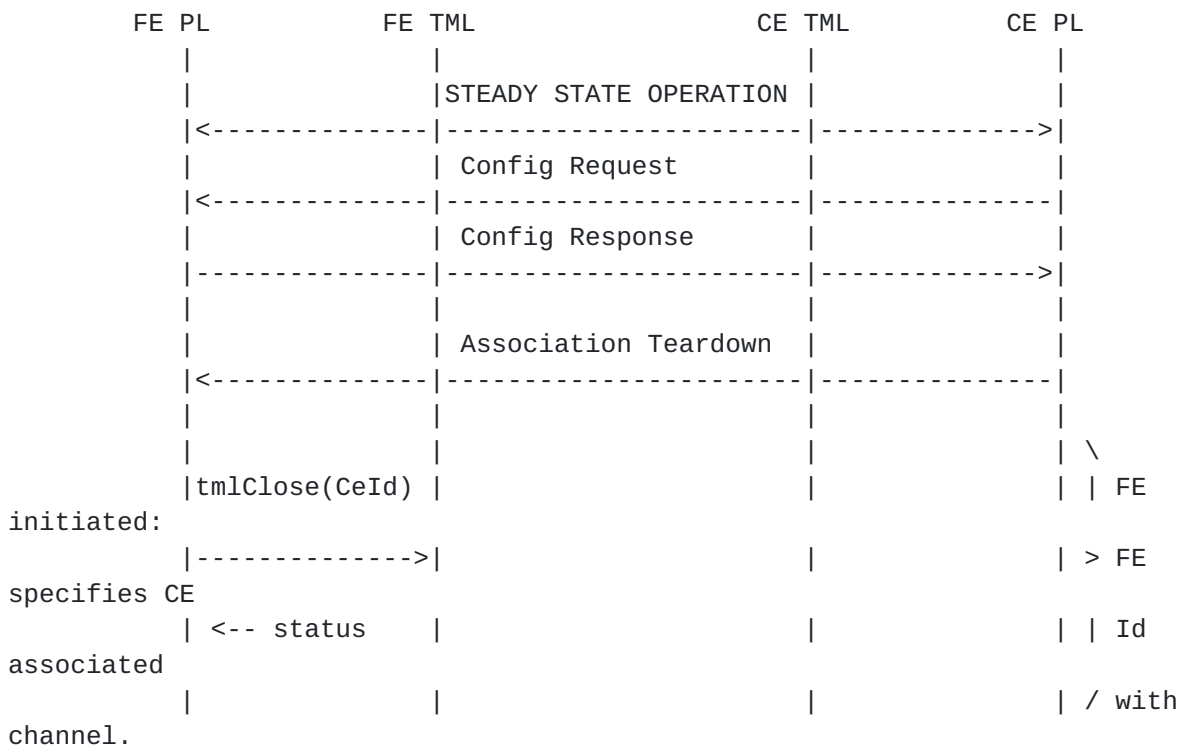 FE PL FE TML CE TML CE PL
| | | |
| |STEADY STATE OPERATION | |
|<--------------|-----------------------|-------------->|
| | Config Request | |
|<--------------|-----------------------|---------------|
| | Config Response | |
|---------------|-----------------------|-------------->|
| | | |
| | Association Teardown | |
|<--------------|-----------------------|---------------|
| | | |
| | | | \
|tmlClose(CeId) | | | | FE
initiated:
|-------------->| | | > FE
specifies CE
| <-- status | | | | Id
associated
| | | | / with
channel.